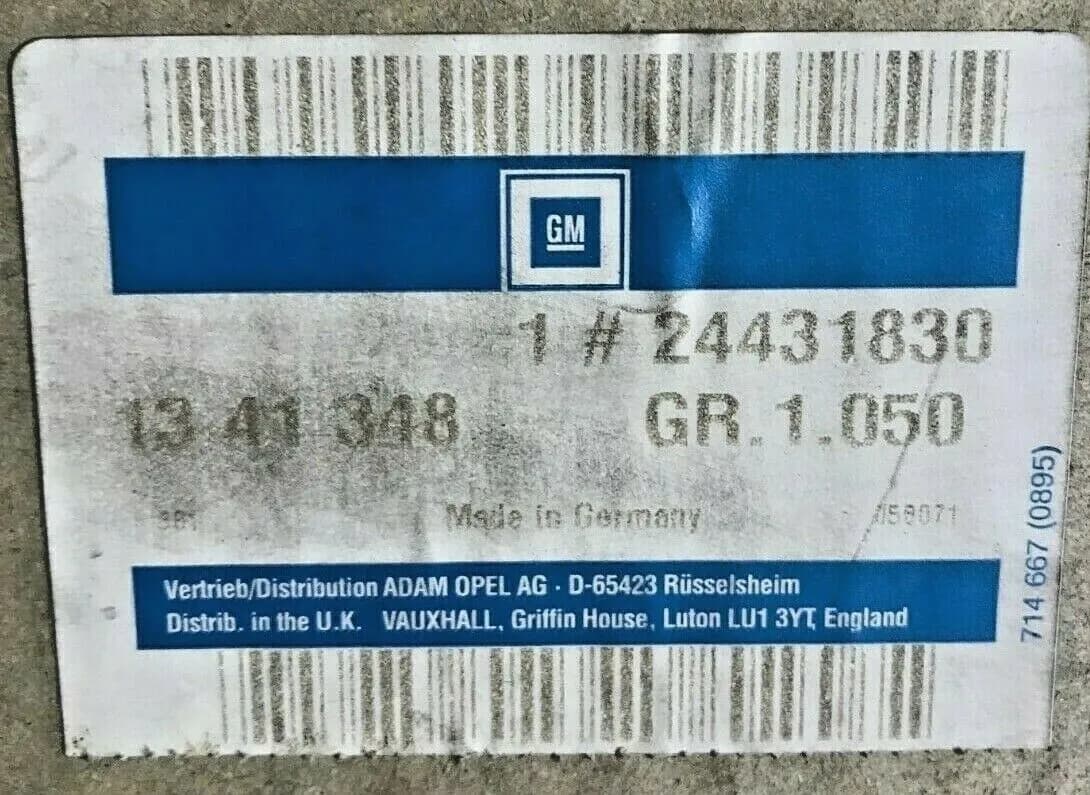 GM
1 # 24431830
13 41 348 GR. 1.050
Made in Germany
Vertrieb/Distribution ADAM OPEL AG · D-65423 Rüsselsheim
Distrib. in the U.K. VAUXHALL, Griffin House, Luton LU1 3YT, England
714 667 (0895)